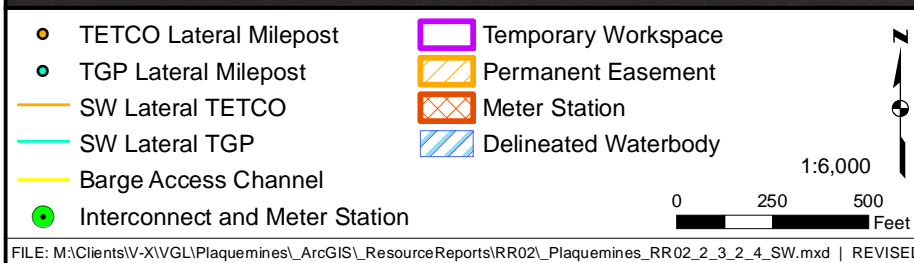 TETCO Lateral Milepost
TGP Lateral Milepost
SW Lateral TETCO
SW Lateral TGP
Barge Access Channel
Interconnect and Meter Station
Temporary Workspace
Permanent Easement
Meter Station
Delineated Waterbody
N
1:6,000
0 250 500
Feet
FILE: M:\Clients\V-X\VGL\Plaquemines\_ArcGIS\_ResourceReports\RR02\_Plaquemines_RR02_2_3_2_4_SW.mxd | REVISED